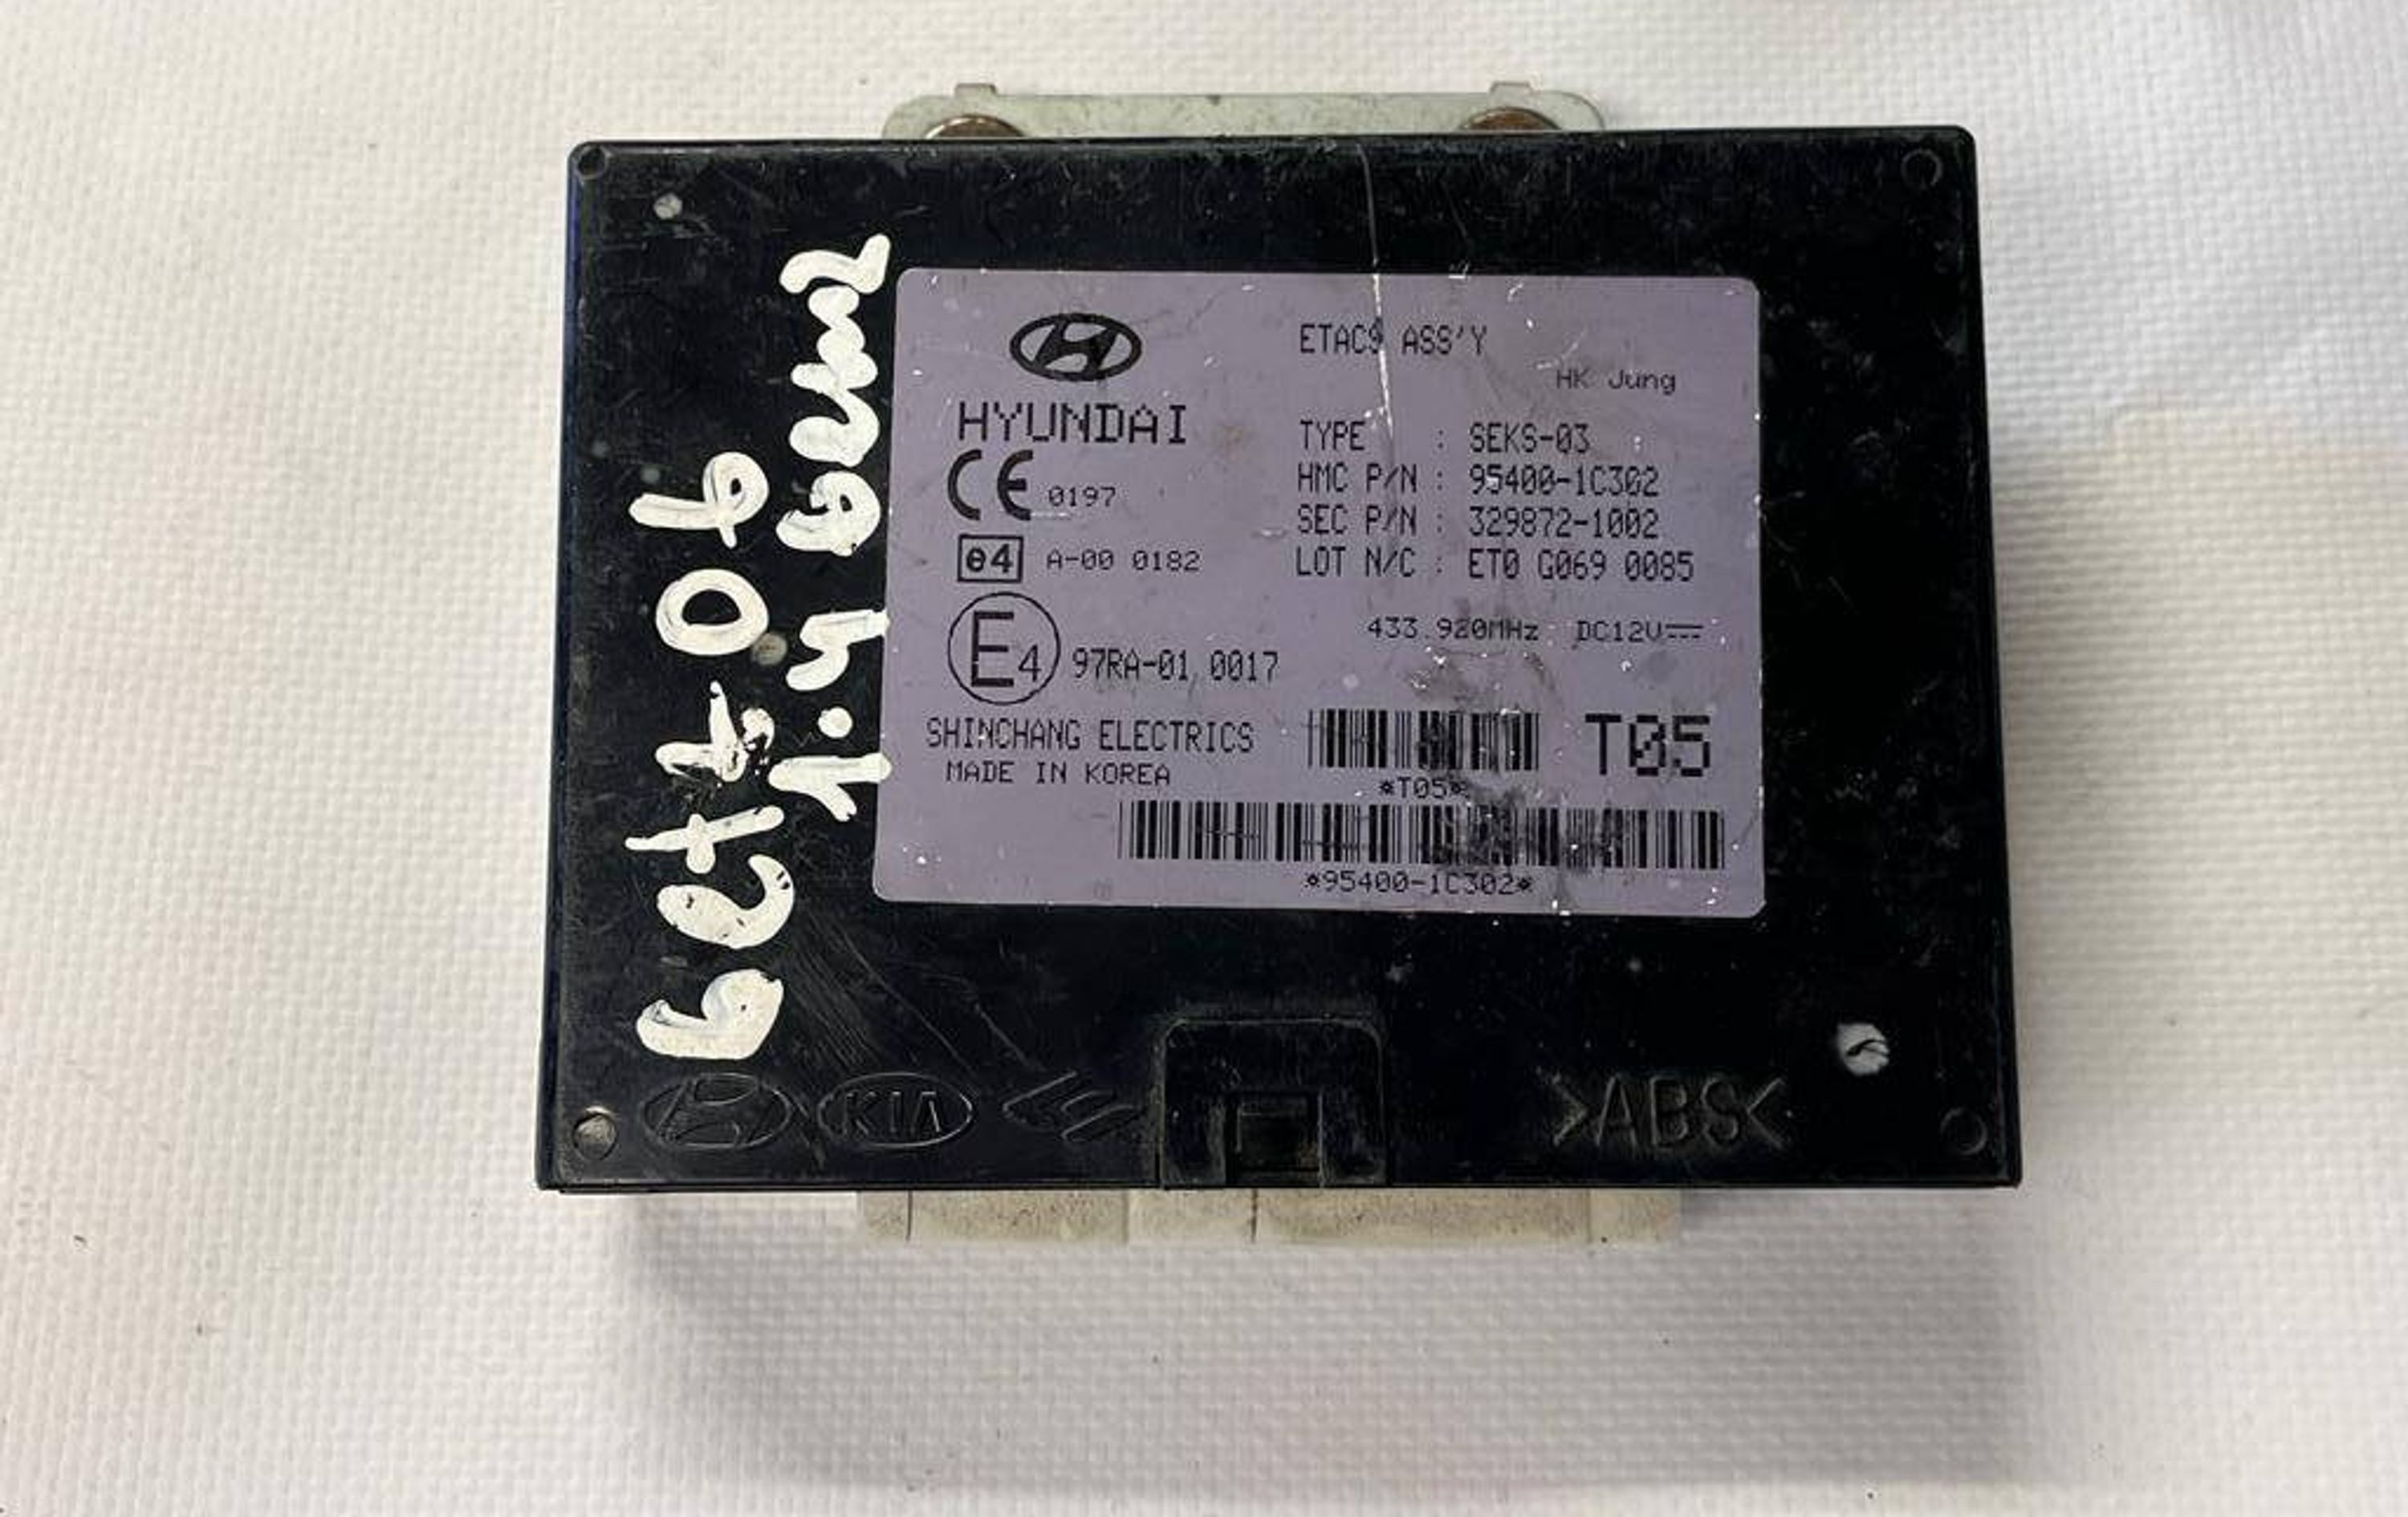 ETACS ASS'Y
HK Jung
HYUNDAI
TYPE : SEKS-03
HMC P/N : 95400-1C302
SEC P/N : 329872-1002
LOT N/C : ET0 G069 0085
CE 0197
e4 A-00 0182
433.920MHz DC12V
E4 97RA-01 0017
SHINCHANG ELECTRICS
MADE IN KOREA
T05
*T05*
*95400-1C302*
Getz 06
1.4
KIA
>ABS<